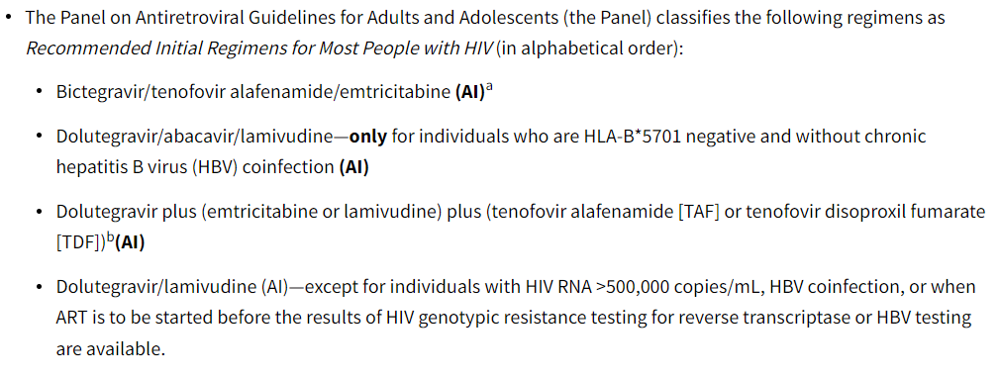 • The Panel on Antiretroviral Guidelines for Adults and Adolescents (the Panel) classifies the following regimens as
Recommended Initial Regimens for Most People with HIV (in alphabetical order):
• Bictegravir/tenofovir alafenamide/emtricitabine (AI)a
• Dolutegravir/abacavir/lamivudine—only for individuals who are HLA-B*5701 negative and without chronic
hepatitis B virus (HBV) coinfection (AI)
• Dolutegravir plus (emtricitabine or lamivudine) plus (tenofovir alafenamide [TAF] or tenofovir disoproxil fumarate
[TDF])b(AI)
• Dolutegravir/lamivudine (AI)—except for individuals with HIV RNA >500,000 copies/mL, HBV coinfection, or when
ART is to be started before the results of HIV genotypic resistance testing for reverse transcriptase or HBV testing
are available.